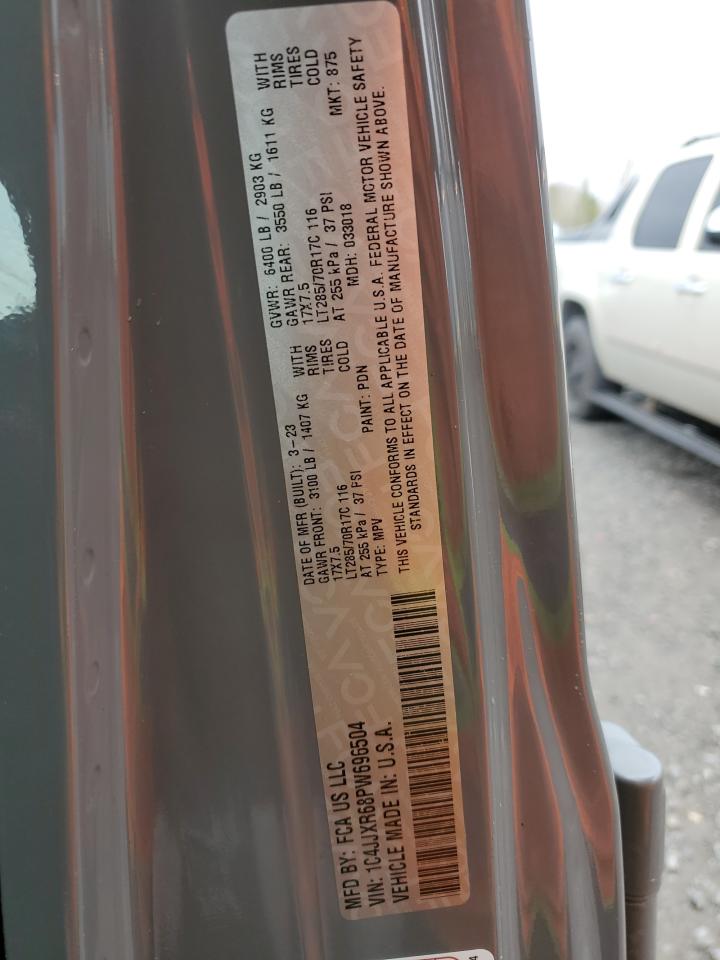 MFD BY: FCA US LLC
VIN: 1C4JJXR68PW696504
VEHICLE MADE IN: U.S.A.
DATE OF MFR (BUILT): 3-23
GAWR FRONT: 3100 LB / 1407 KG WITH
17X7.5 RIMS
LT285/70R17C 116 TIRES
AT 255 kPa / 37 PSI COLD
TYPE: MPV PAINT: PDN
GVWR: 6400 LB / 2903 KG
GAWR REAR: 3550 LB / 1611 KG WITH
17X7.5 RIMS
LT285/70R17C 116 TIRES
AT 255 kPa / 37 PSI COLD
MDH: 033018 MKT: 875
THIS VEHICLE CONFORMS TO ALL APPLICABLE U.S.A. FEDERAL MOTOR VEHICLE SAFETY
STANDARDS IN EFFECT ON THE DATE OF MANUFACTURE SHOWN ABOVE.